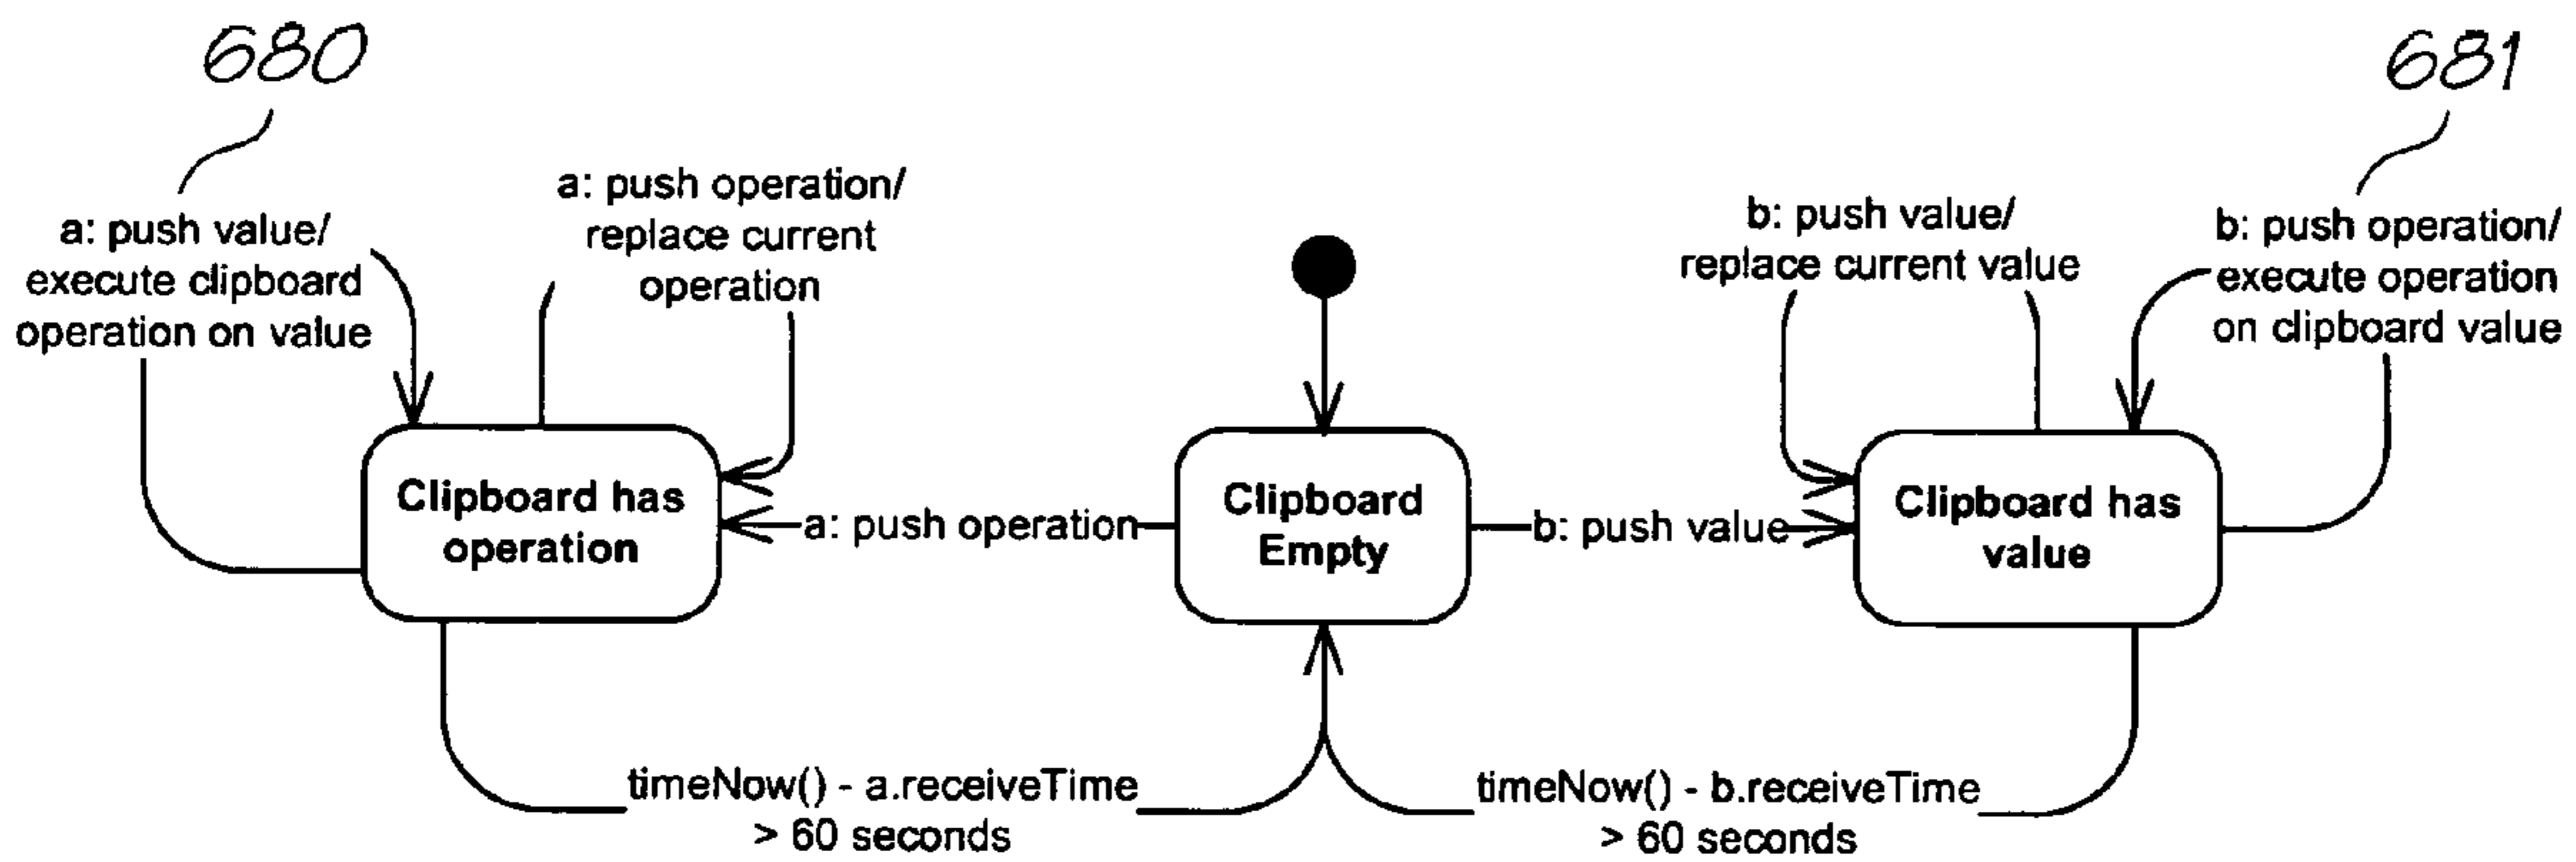 680
681
a: push value/
execute clipboard
operation on value
a: push operation/
replace current
operation
b: push value/
replace current value
b: push operation/
execute operation
on clipboard value
Clipboard has
operation
a: push operation
Clipboard
Empty
b: push value
Clipboard has
value
timeNow() - a.receiveTime
> 60 seconds
timeNow() - b.receiveTime
> 60 seconds